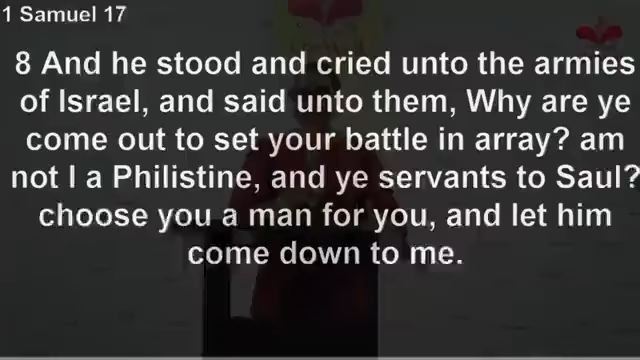 1 Samuel 17
8 And he stood and cried unto the armies
of Israel, and said unto them, Why are ye
come out to set your battle in array? am
not I a Philistine, and ye servants to Saul?
choose you a man for you, and let him
come down to me.